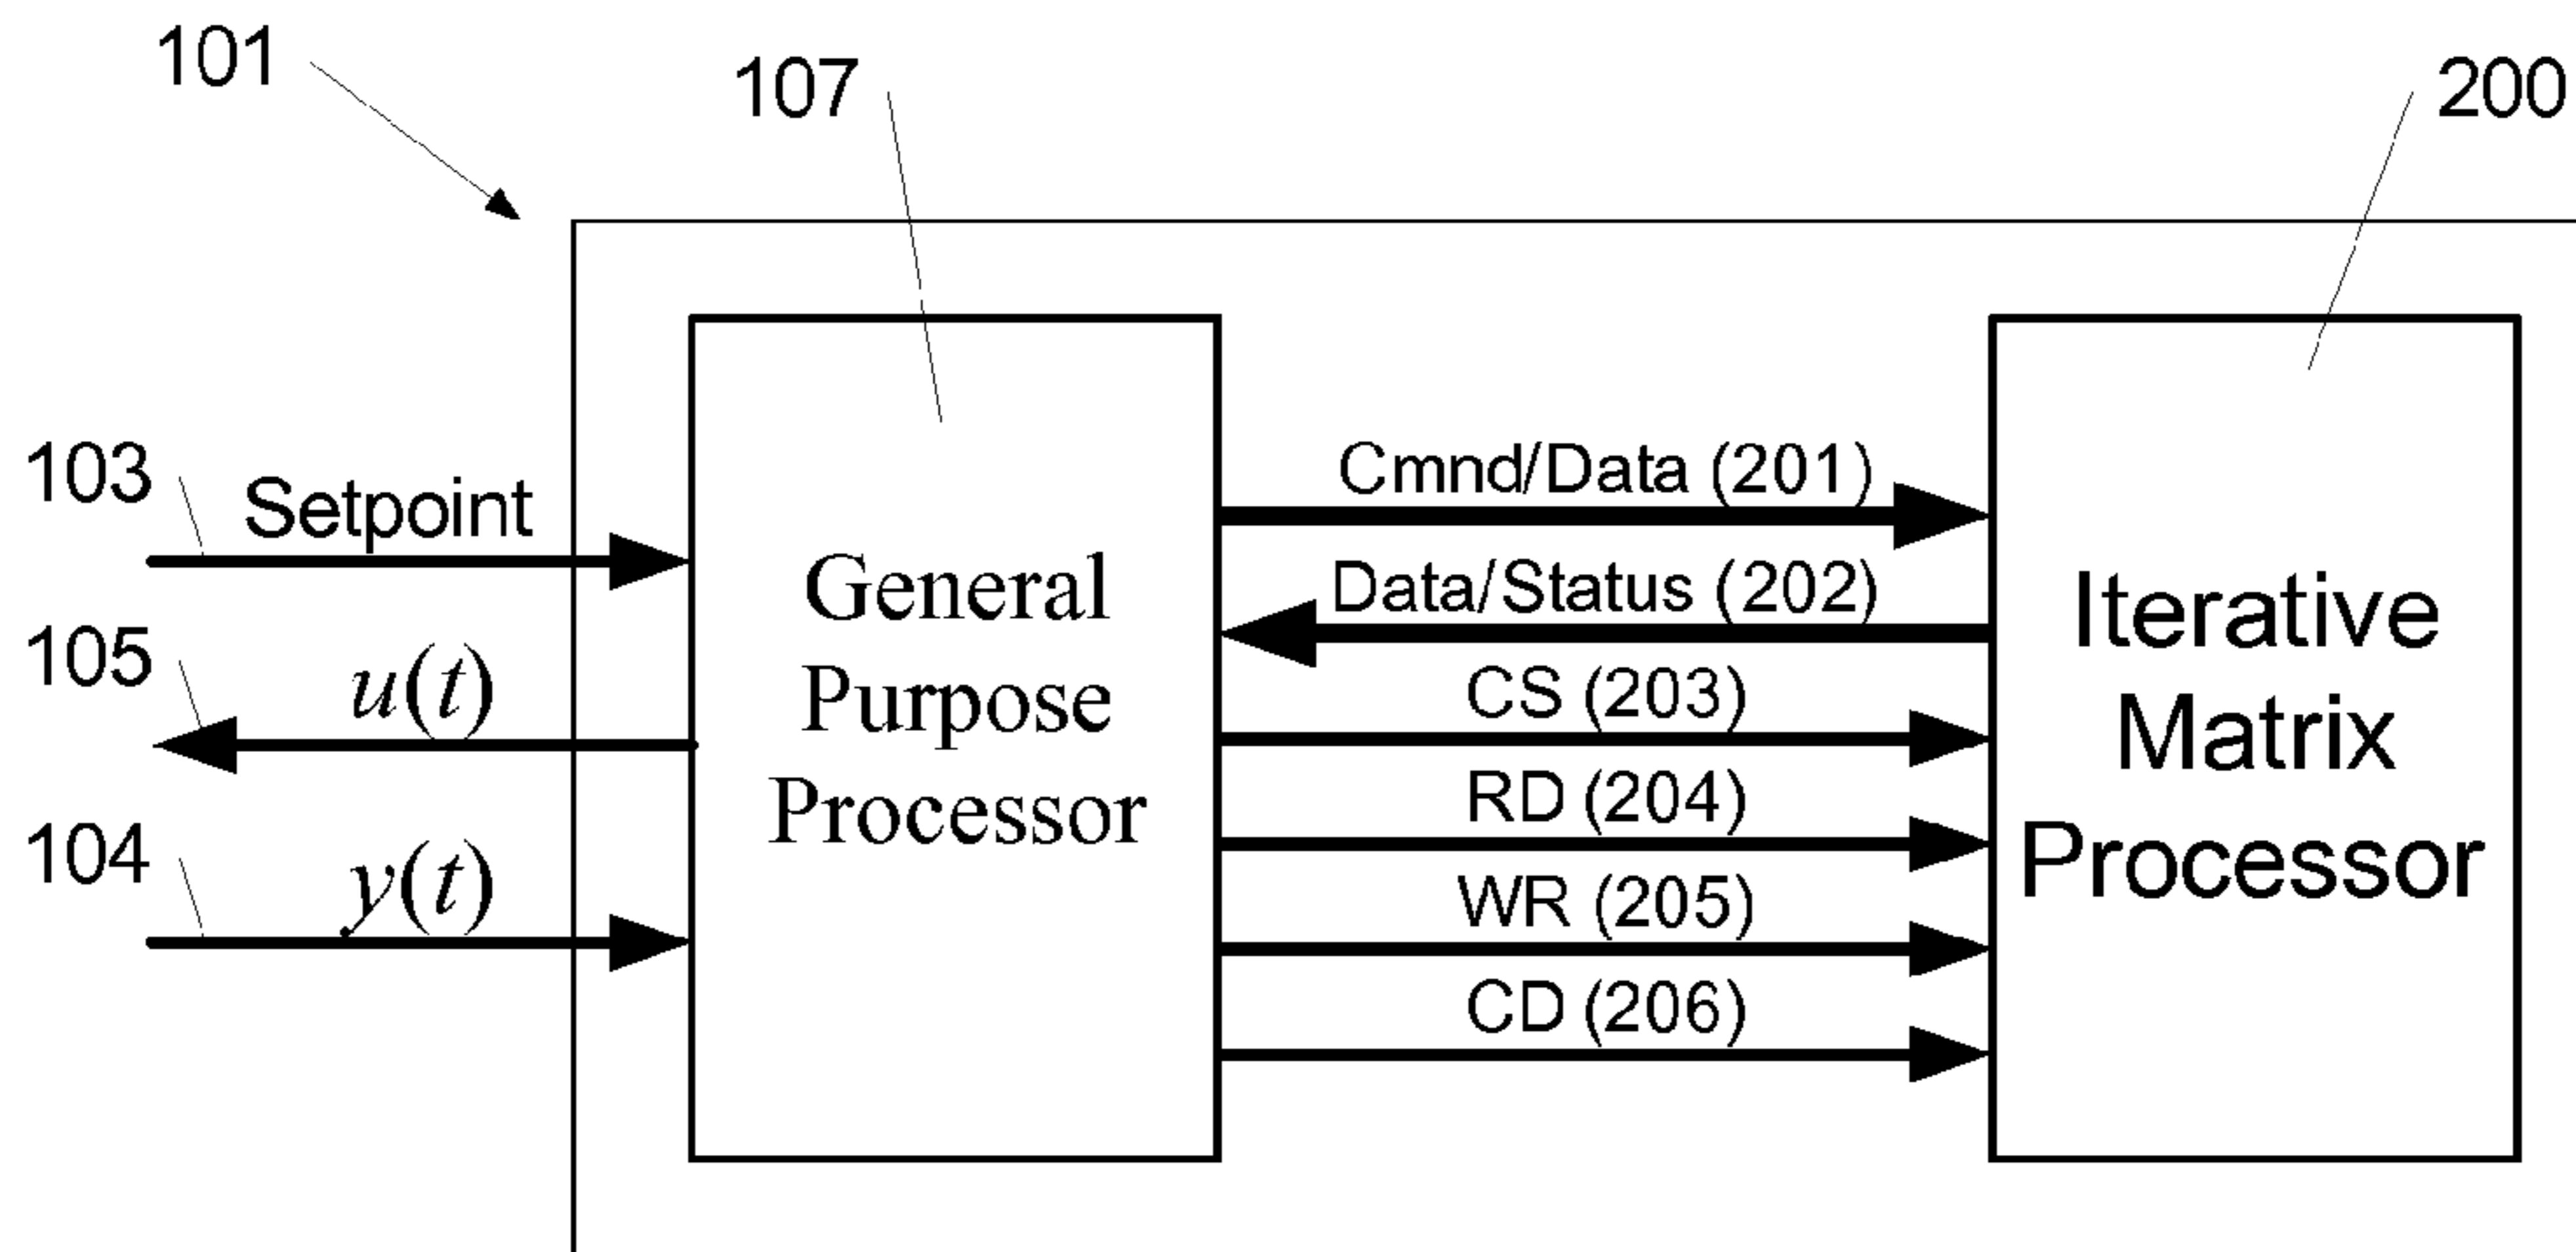 101
107
200
103
Setpoint
105
u(t)
104
y(t)
General
Purpose
Processor
Cmnd/Data (201)
Data/Status (202)
CS (203)
RD (204)
WR (205)
CD (206)
Iterative
Matrix
Processor